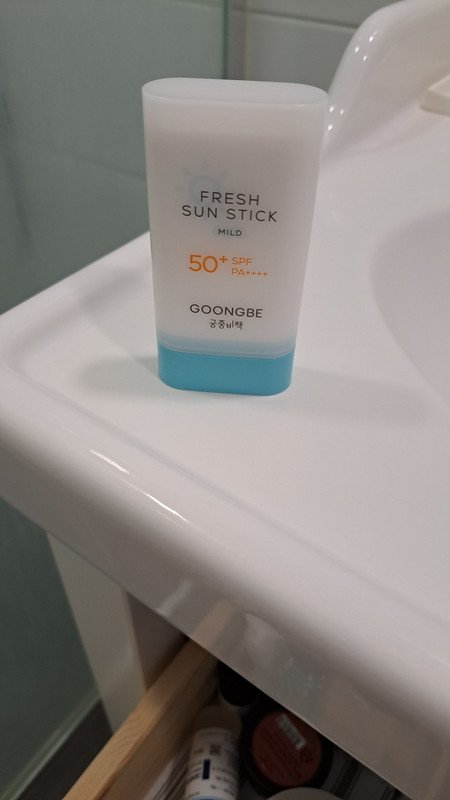 FRESH
SUN STICK
MILD
50+ SPF
PA++++
GOONGBE
궁중비책